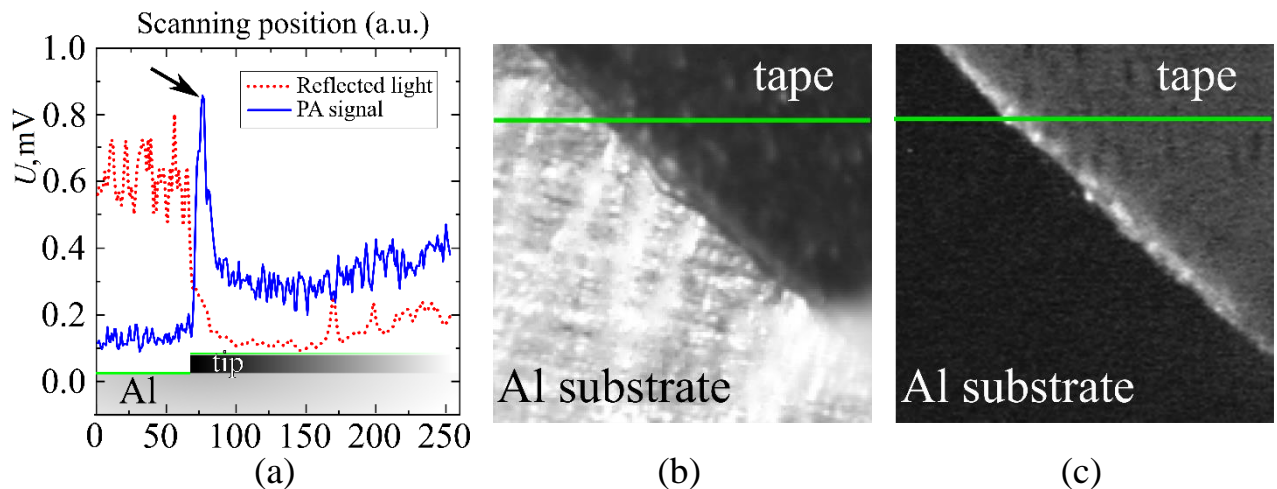 Scanning position (a.u.)
1.0
0.8
0.6
0.4
0.2
0.0
U, mV
Reflected light
PA signal
tip
Al
0 50 100 150 200 250
(a)
tape
Al substrate
(b)
tape
Al substrate
(c)